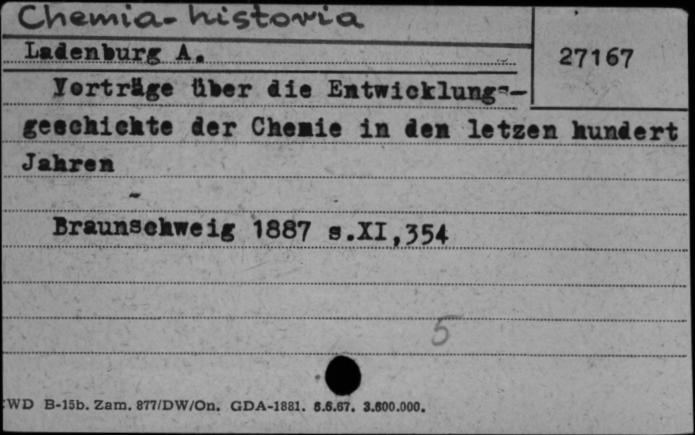 Chemia-historia
Ladenburg A.
27167
Vorträge über die Entwicklungs-
geschichte der Chemie in den letzen hundert
Jahren
Braunschweig 1887 s.XI,354
5
WD B-15b. Zam. 877/DW/On. GDA-1881. 6.6.67. 3.600.000.